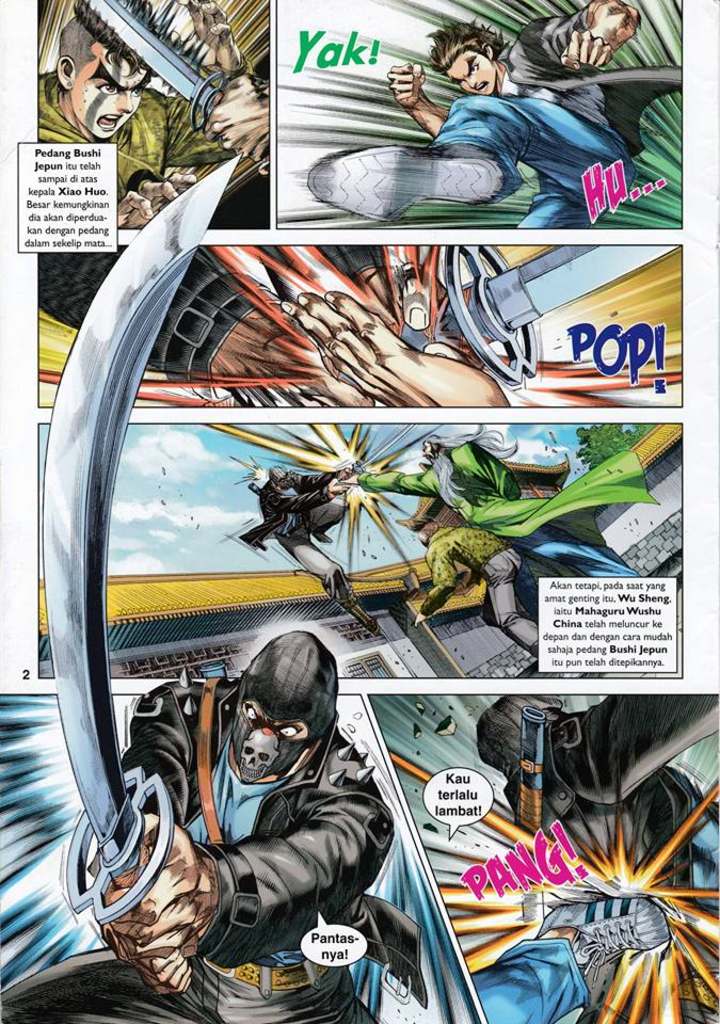 Pedang Bushi
Jepun itu telah
sampai di atas
kepala Xiao Huo.
Besar kemungkinan
dia akan diperdua-
kan dengan pedang
dalam sekelip mata...
Yak!
HU...
POP!
Akan tetapi, pada saat yang
amat genting itu, Wu Sheng,
iaitu Mahaguru Wushu
China telah meluncur ke
depan dan dengan cara mudah
sahaja pedang Bushi Jepun
itu pun telah ditepikannya.
2
Pantas-
nya!
Kau
terlalu
lambat!
PANG!